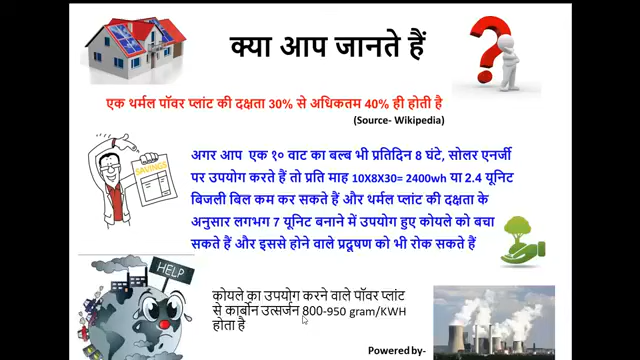 क्या आप जानते हैं
एक थर्मल पॉवर प्लांट की दक्षता 30% से अधिकतम 40% ही होती है
(Source- Wikipedia)
SAVINGS
अगर आप एक १० वाट का बल्ब भी प्रतिदिन 8 घंटे, सोलर एनर्जी
पर उपयोग करते हैं तो प्रति माह 10X8X30= 2400wh या 2.4 यूनिट
बिजली बिल कम कर सकते हैं और थर्मल प्लांट की दक्षता के
अनुसार लगभग 7 यूनिट बनाने में उपयोग हुए कोयले को बचा
सकते हैं और इससे होने वाले प्रदूषण को भी रोक सकते हैं
HELP
कोयले का उपयोग करने वाले पॉवर प्लांट
से कार्बोन उत्सर्जन 800-950 gram/KWH
होता है
Powered by-